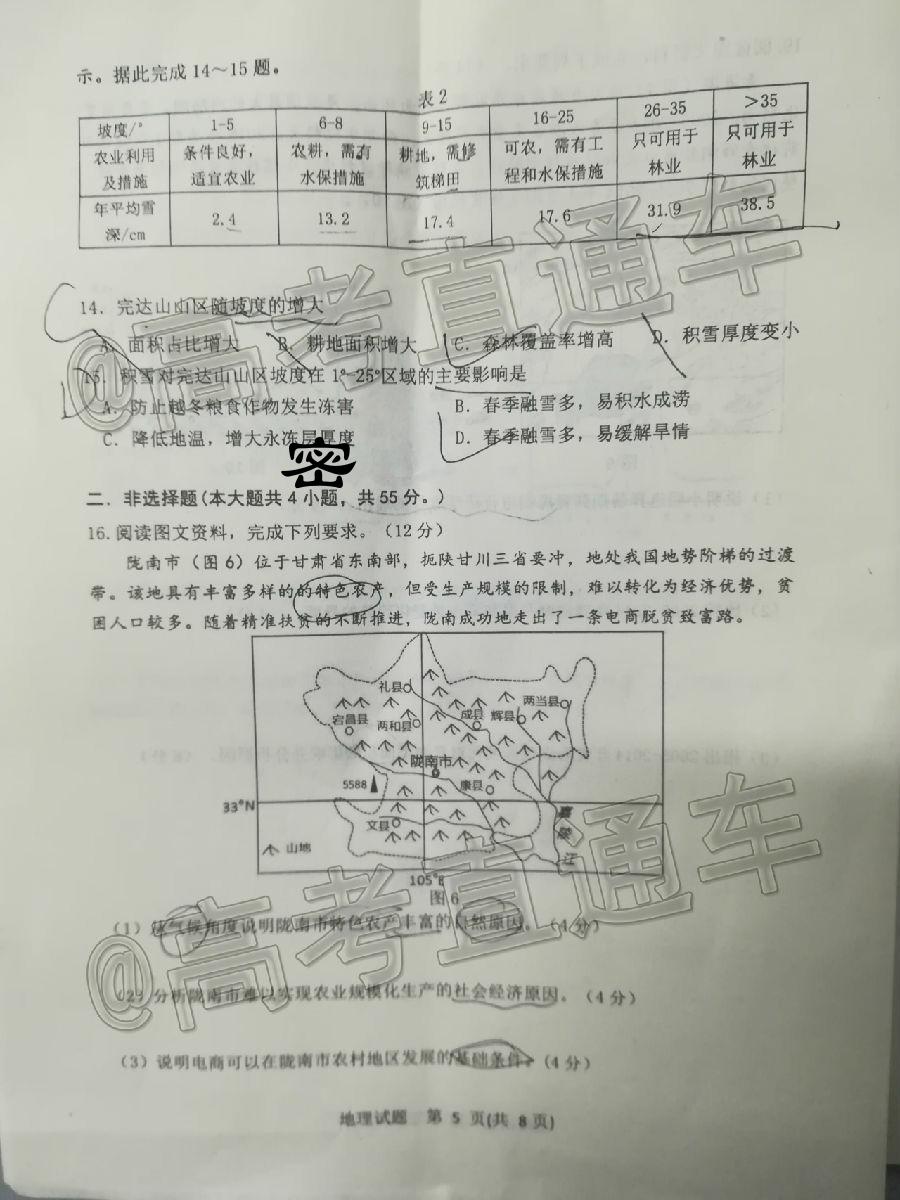 示。据此完成 14～15 题。
表 2
坡度/° 1-5 6-8 9-15 16-25 26-35 >35
农业利用及措施 条件良好，适宜农业 农耕，需有水保措施 耕地，需修筑梯田 可农，需有工程和水保措施 只可用于林业 只可用于林业
年平均雪深/cm 2.4 13.2 17.4 17.6 31.9 38.5
14．完达山山区随坡度的增大
A．面积占比增大 B．耕地面积增大 C．森林覆盖率增高 D．积雪厚度变小
15．积雪对完达山山区坡度在 1°-25°区域的主要影响是
A．防止越冬粮食作物发生冻害 B．春季融雪多，易积水成涝
C．降低地温，增大永冻层厚度 D．春季融雪多，易缓解旱情
密
二．非选择题(本大题共 4 小题，共 55 分。)
16.阅读图文资料，完成下列要求。（12 分）
陇南市（图 6）位于甘肃省东南部，扼陕甘川三省要冲，地处我国地势阶梯的过渡
带。该地具有丰富多样的的特色农产，但受生产规模的限制，难以转化为经济优势，贫
困人口较多。随着精准扶贫的不断推进，陇南成功地走出了一条电商脱贫致富路。
礼县
两当县
宕昌县
两和县
成县
辉县
陇南市
5588
康县
33°N
文县
嘉陵江
山地
105°E
图 6
(1) 从气候角度说明陇南市特色农产丰富的自然原因。（4 分）
(2) 分析陇南市难以实现农业规模化生产的社会经济原因。（4 分）
(3) 说明电商可以在陇南市农村地区发展的基础条件。(4 分）
地理试题 第 5 页(共 8 页)
@高考直通车
@高考直通车